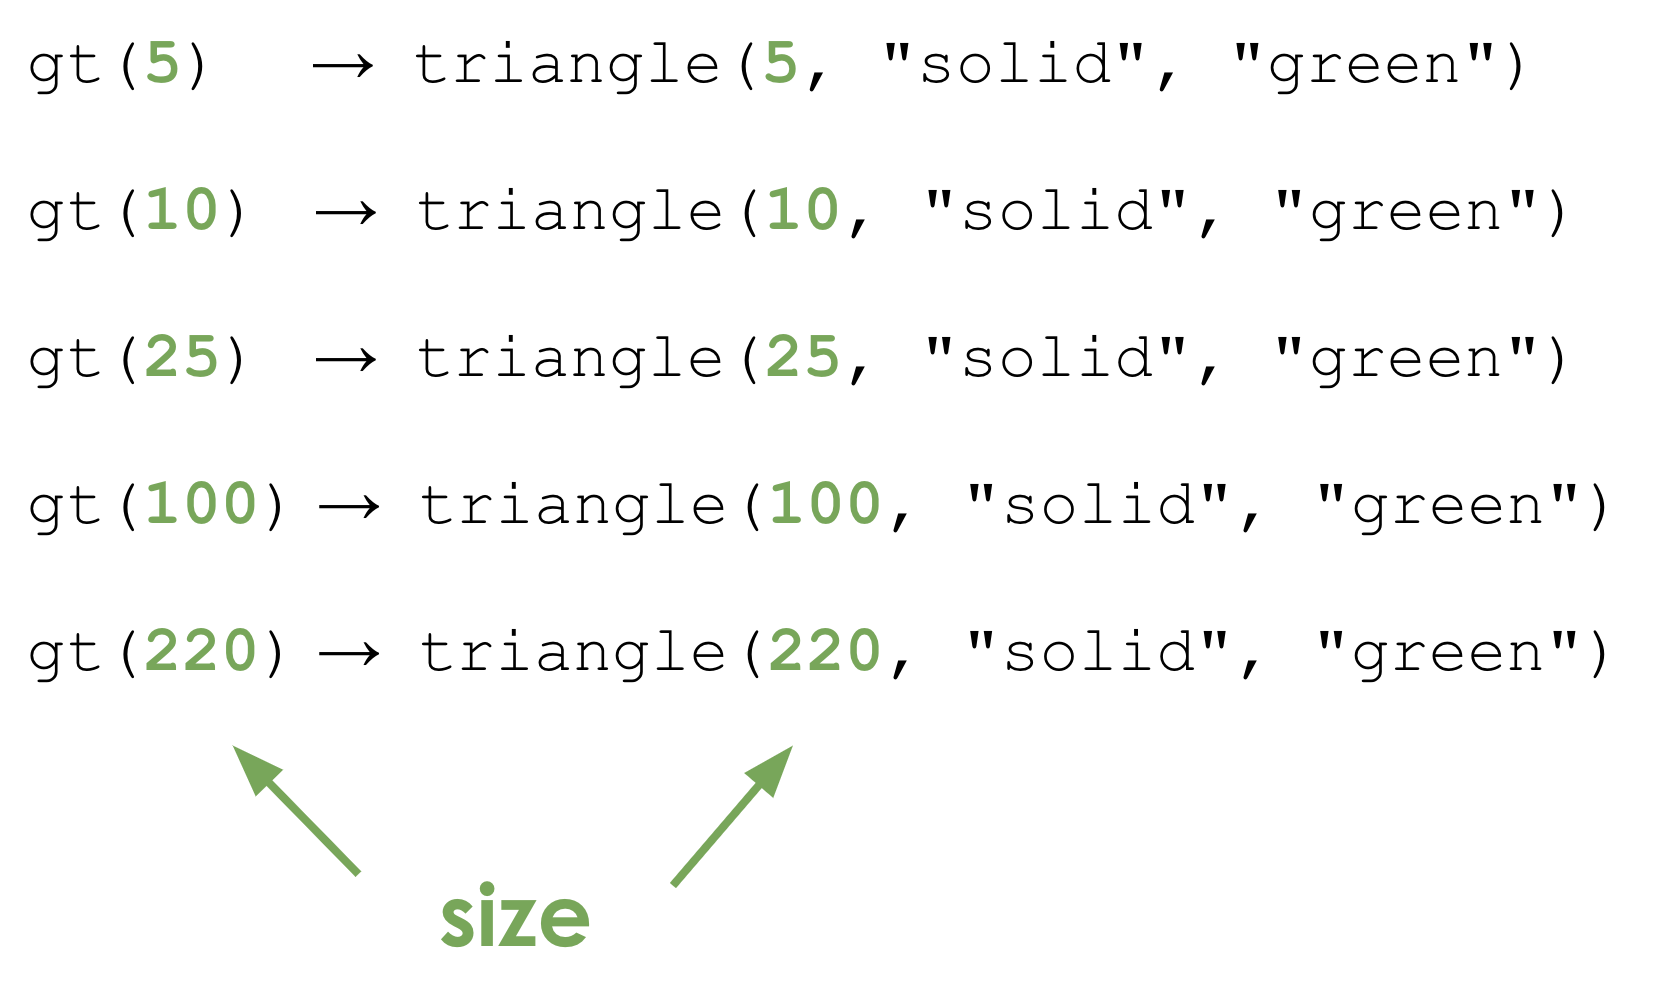 gt(5) → triangle(5, "solid", "green")
gt(10) → triangle(10, "solid", "green")
gt(25) → triangle(25, "solid", "green")
gt(100) → triangle(100, "solid", "green")
gt(220) → triangle(220, "solid", "green")
size